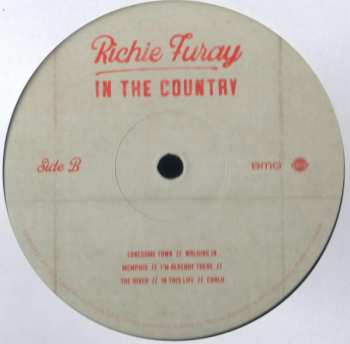 Richie Furay
IN THE COUNTRY
Side B
BMG
LONESOME TOWN // WALKING IN
MEMPHIS // I'M ALREADY THERE //
THE RIVER // IN THIS LIFE // CHALK